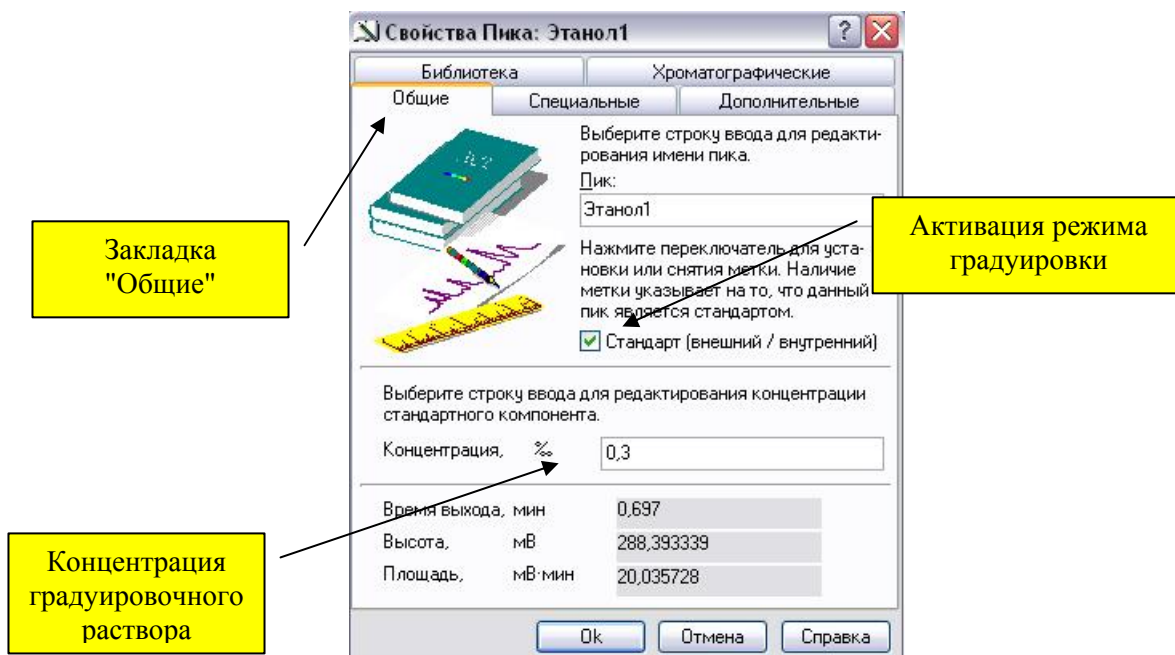 Свойства Пика: Этанол1
Библиотека
Хроматографические
Общие
Специальные
Дополнительные
Выберите строку ввода для редакти-
рования имени пика.
Пик:
Этанол1
Нажмите переключатель для уста-
новки или снятия метки. Наличие
метки указывает на то, что данный
пик является стандартом.
Стандарт (внешний / внутренний)
Выберите строку ввода для редактирования концентрации
стандартного компонента.
Концентрация, ‰ 0,3
Время выхода, мин 0,697
Высота, мВ 288,393339
Площадь, мВ·мин 20,035728
Ok
Отмена
Справка
Закладка
"Общие"
Активация режима
градуировки
Концентрация
градуировочного
раствора